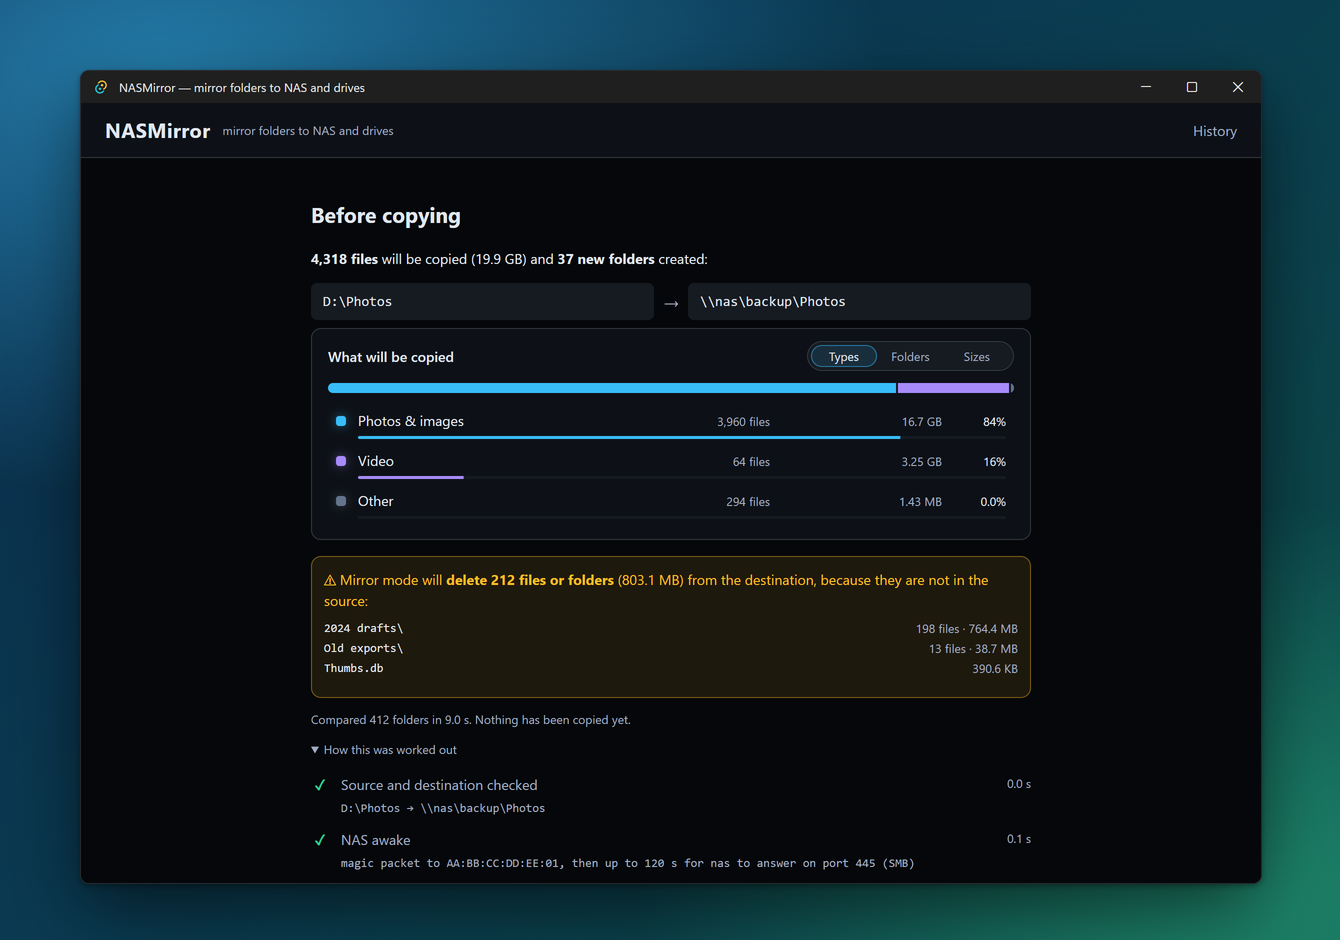 NASMirror — mirror folders to NAS and drives
NASMirror mirror folders to NAS and drives History
Before copying
4,318 files will be copied (19.9 GB) and 37 new folders created:
D:\Photos → \\nas\backup\Photos
What will be copied Types Folders Sizes
Photos & images 3,960 files 16.7 GB 84%
Video 64 files 3.25 GB 16%
Other 294 files 1.43 MB 0.0%
⚠ Mirror mode will delete 212 files or folders (803.1 MB) from the destination, because they are not in the
source:
2024 drafts\ 198 files · 764.4 MB
Old exports\ 13 files · 38.7 MB
Thumbs.db 390.6 KB
Compared 412 folders in 9.0 s. Nothing has been copied yet.
▼ How this was worked out
✓ Source and destination checked 0.0 s
D:\Photos → \\nas\backup\Photos
✓ NAS awake 0.1 s
magic packet to AA:BB:CC:DD:EE:01, then up to 120 s for nas to answer on port 445 (SMB)